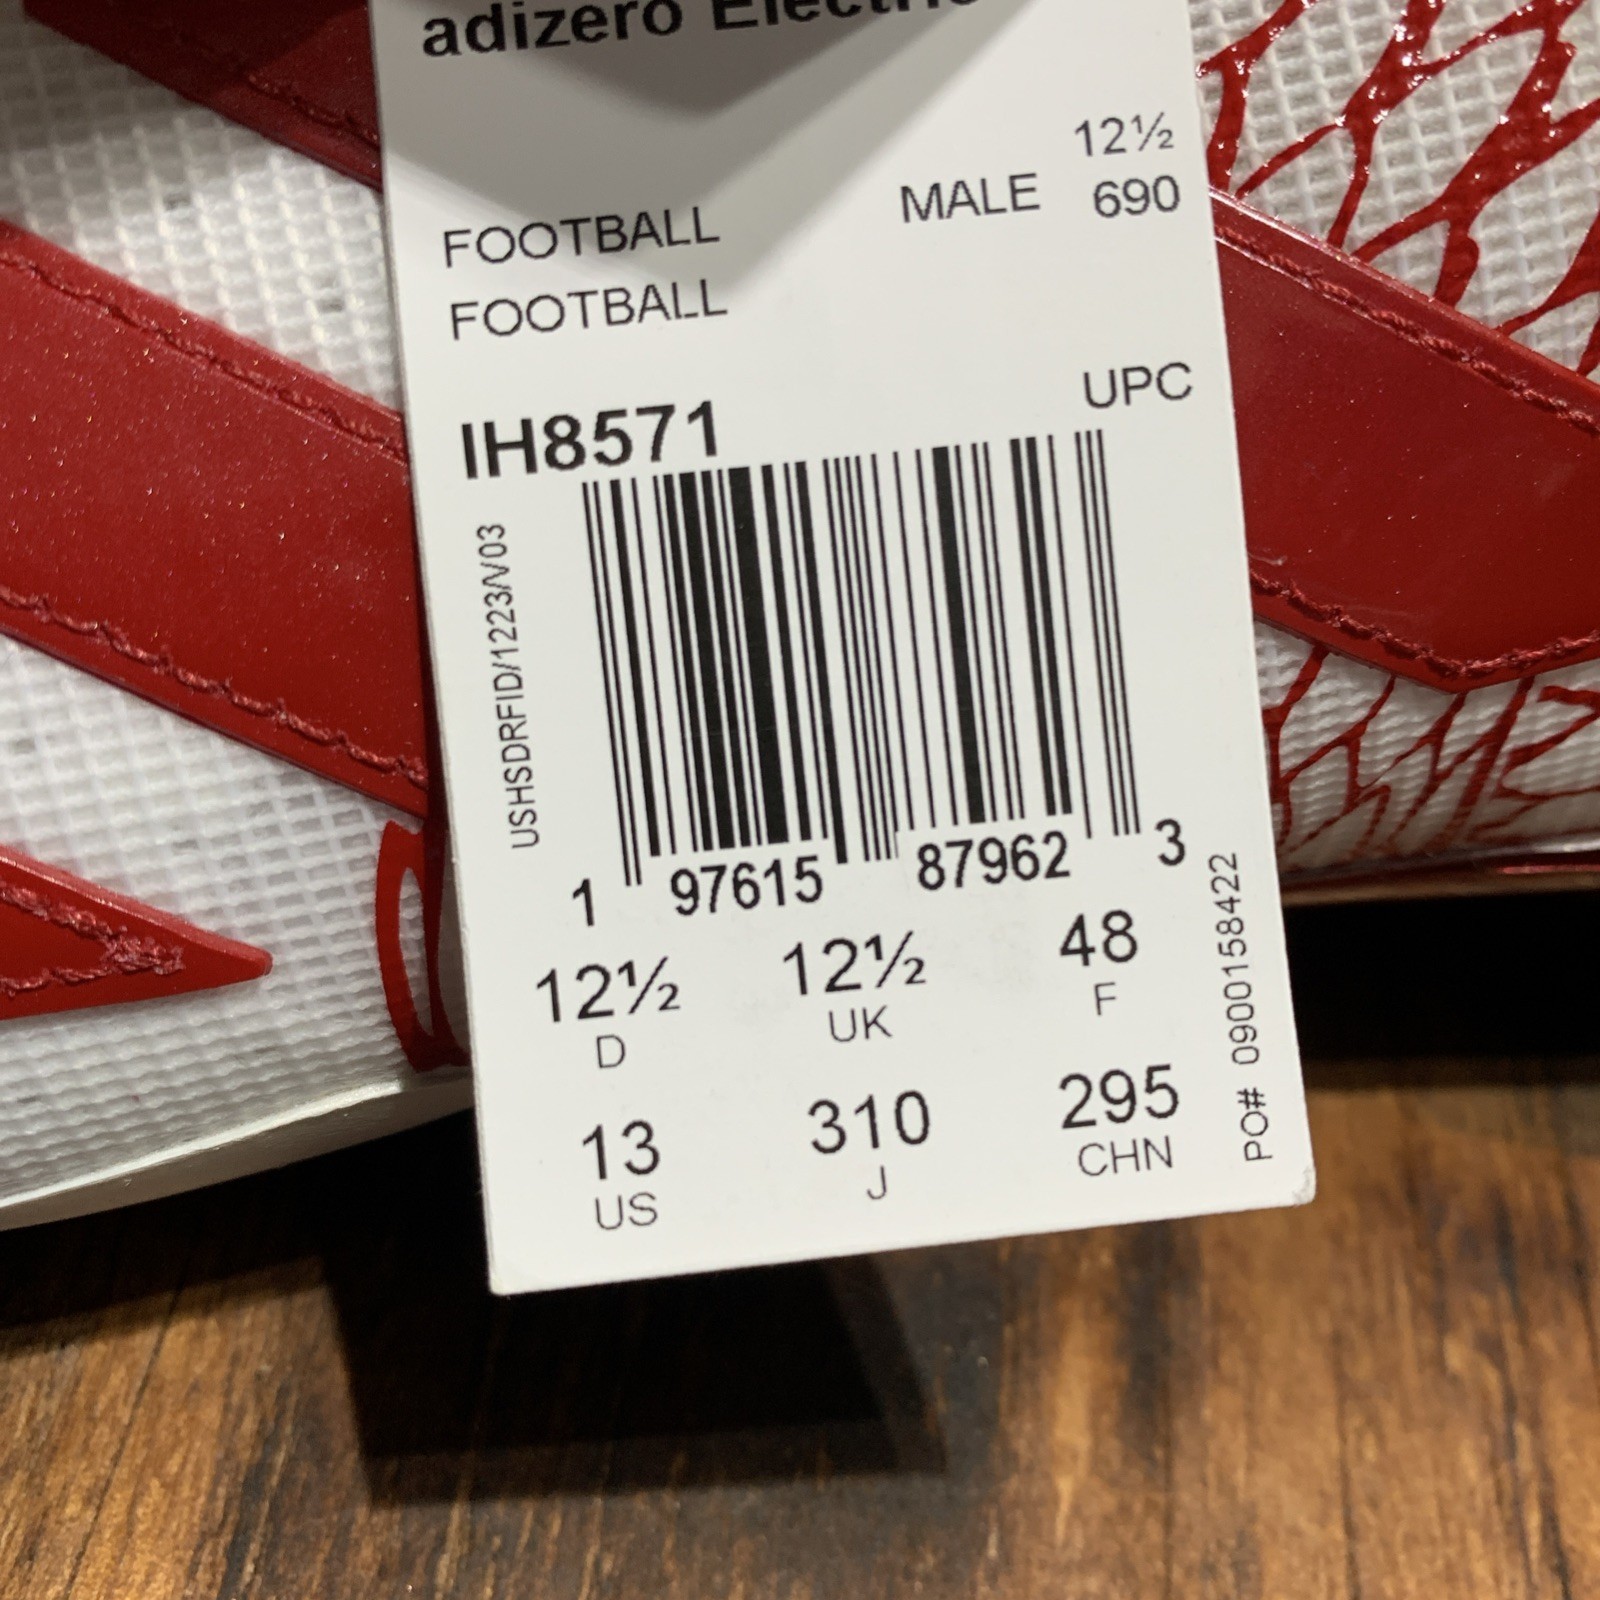 adizero Electric
12½
MALE 690
FOOTBALL
FOOTBALL
UPC
IH8571
USHSDRFID/1223/V03
1 97615 87962 3
12½ 12½ 48
D UK F
13 310 295
US J CHN
PO# 0900158422